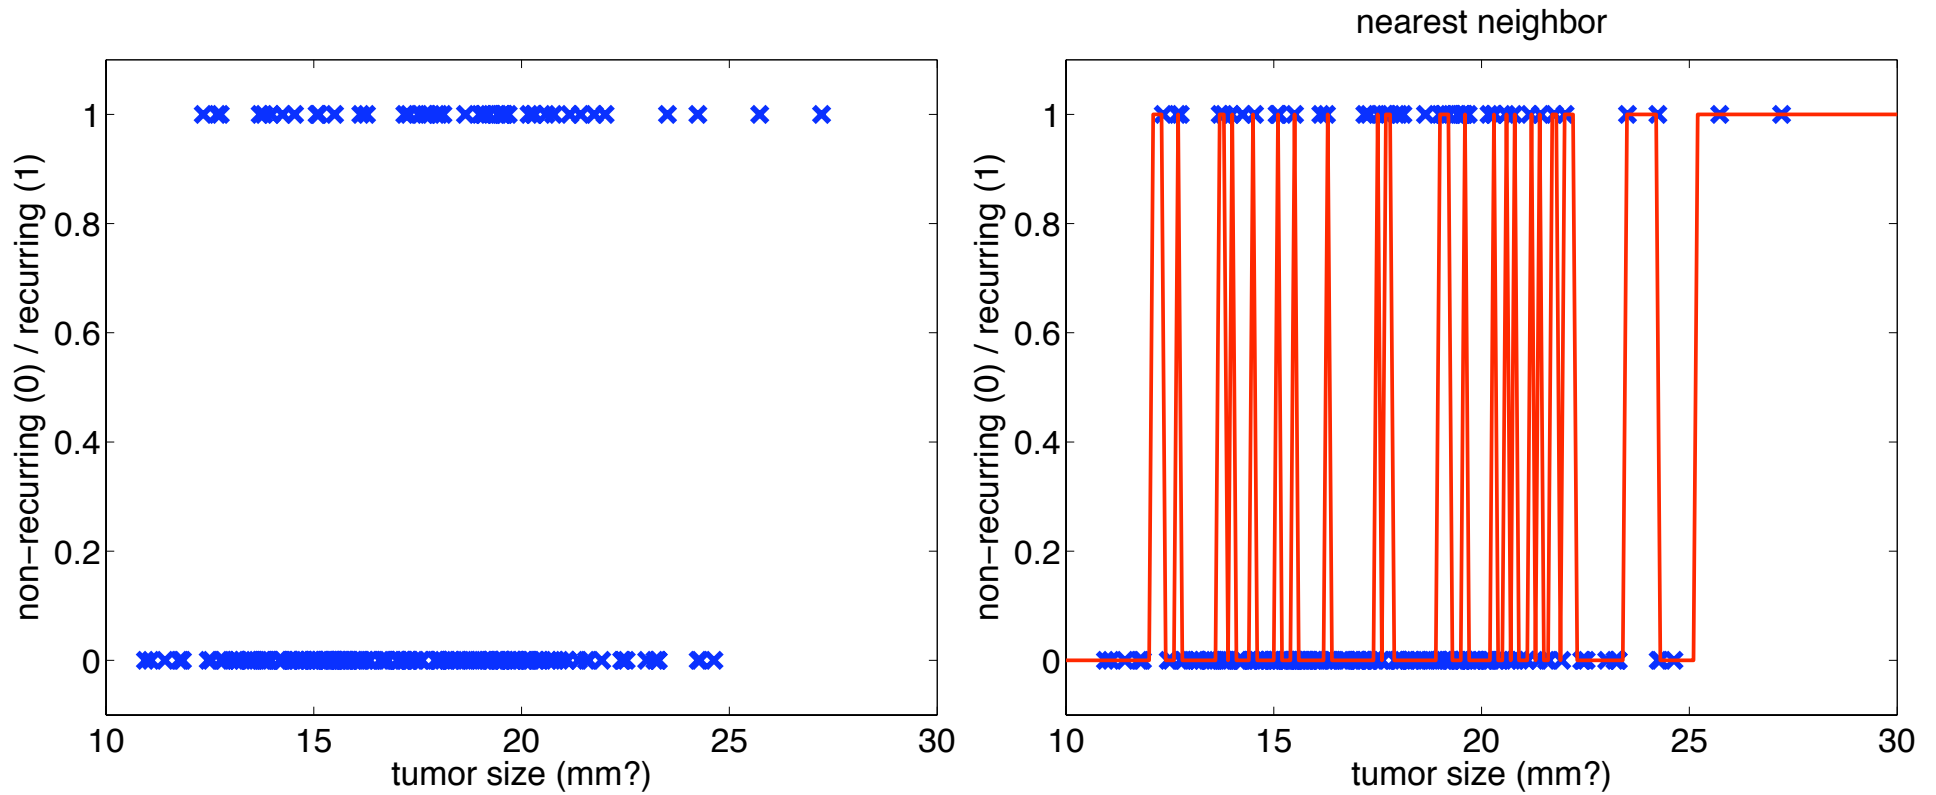 nearest neighbor
non-recurring (0) / recurring (1)
1
0.8
0.6
0.4
0.2
0
10 15 20 25 30
tumor size (mm?)
non-recurring (0) / recurring (1)
1
0.8
0.6
0.4
0.2
0
10 15 20 25 30
tumor size (mm?)